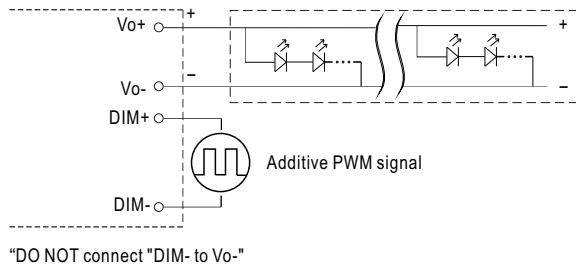 Vo+
+
+
Vo-
−
−
DIM+
Additive PWM signal
DIM-
“DO NOT connect "DIM- to Vo-"